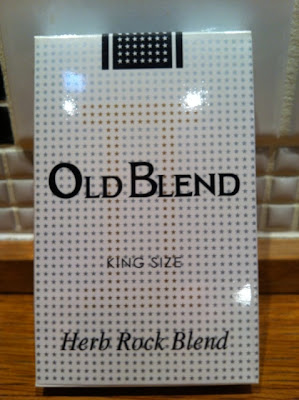 OLD BLEND
KING SIZE
Herb Rock Blend